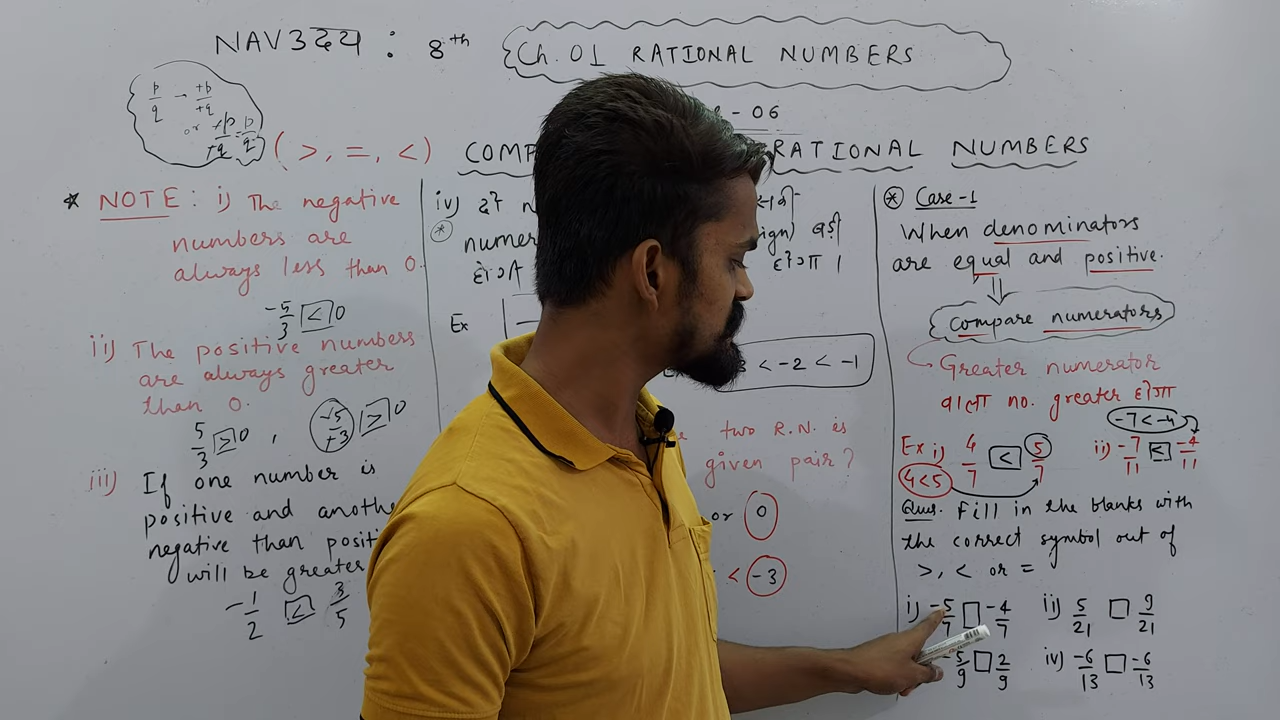 NAV3दय : 8th
Ch. 01 RATIONAL NUMBERS
p/q → +p/+q
or +p/+q = p/q
- 06
( >, =, < )
RATIONAL NUMBERS
* NOTE : i) The negative
numbers are
always less than 0.
-5/3 < 0
ii) The positive numbers
are always greater
than 0.
5/3 > 0 , -5/+3 > 0
iii) If one number is
positive and
negative than
will be greater
-1/2 < 3/5
iv)
*
होगा
होगा ।
Ex
< -2 < -1
two R.N. is
given pair?
or 0
< -3
* Case-1
When denominators
are equal and positive.
⇓
Compare numerators
Greater numerator
वाला no. greater होगा
-7 < -4
Ex i) 4/7 < 5/7 ii) -7/11 < -4/11
4<5
Ques. Fill in the blanks with
the correct symbol out of
>, < or =
i) -5/7 □ -4/7 ii) 5/21 □ 9/21
-5/9 □ 2/9 iv) -6/13 □ -6/13